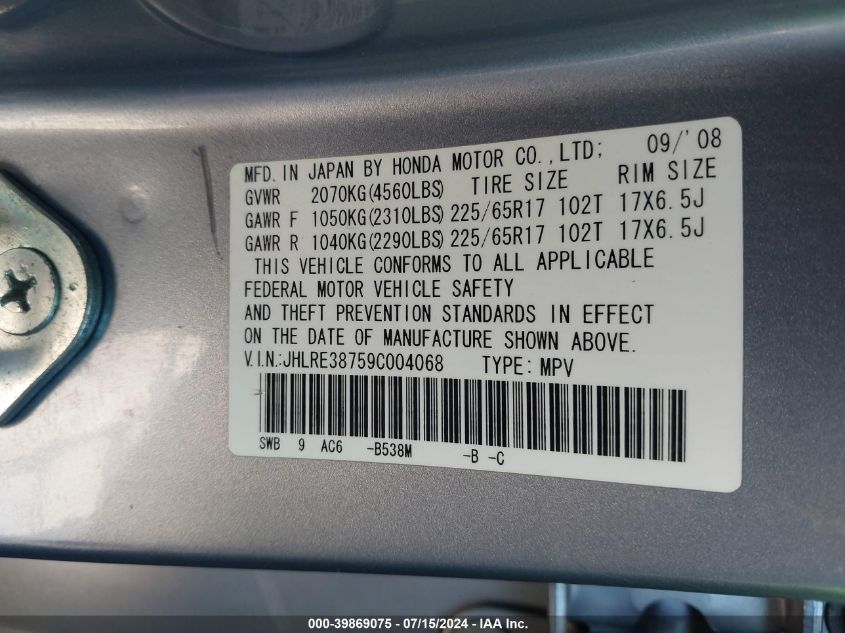 MFD. IN JAPAN BY HONDA MOTOR CO.,LTD; 09/'08
GVWR 2070KG(4560LBS) TIRE SIZE RIM SIZE
GAWR F 1050KG(2310LBS) 225/65R17 102T 17X6.5J
GAWR R 1040KG(2290LBS) 225/65R17 102T 17X6.5J
THIS VEHICLE CONFORMS TO ALL APPLICABLE
FEDERAL MOTOR VEHICLE SAFETY
AND THEFT PREVENTION STANDARDS IN EFFECT
ON THE DATE OF MANUFACTURE SHOWN ABOVE.
V.I.N.:JHLRE38759C004068 TYPE: MPV
SWB 9 AC6 -B538M -B -C
000-39869075 - 07/15/2024 - IAA Inc.